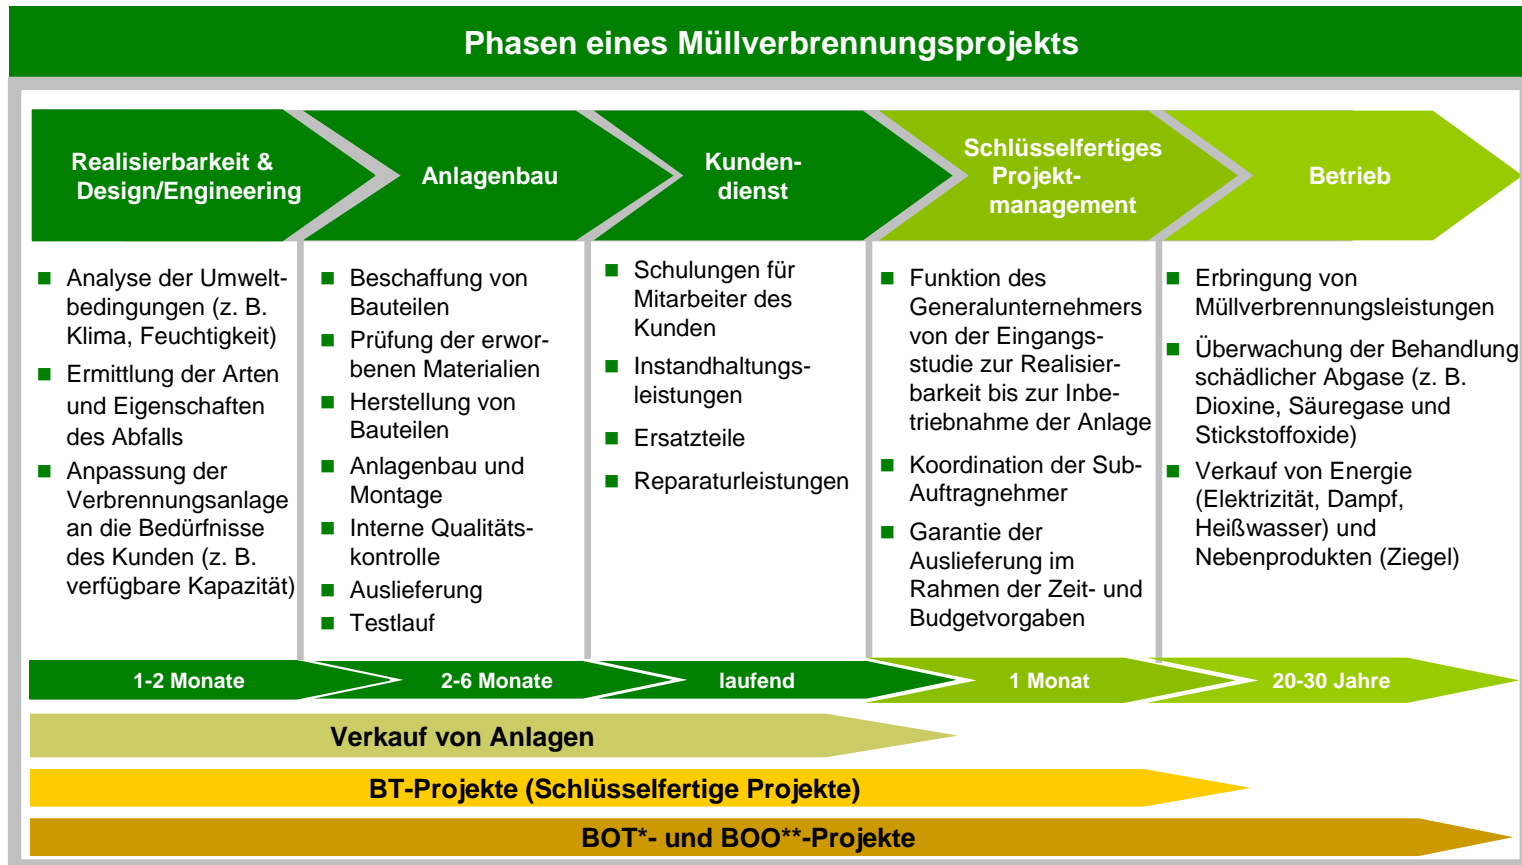 Phasen eines Müllverbrennungsprojekts
Realisierbarkeit &
Design/Engineering
Anlagenbau
Kunden-
dienst
Schlüsselfertiges
Projekt-
management
Betrieb
Analyse der Umwelt-
bedingungen (z. B.
Klima, Feuchtigkeit)
Ermittlung der Arten
und Eigenschaften
des Abfalls
Anpassung der
Verbrennungsanlage
an die Bedürfnisse
des Kunden (z. B.
verfügbare Kapazität)
Beschaffung von
Bauteilen
Prüfung der erwor-
benen Materialien
Herstellung von
Bauteilen
Anlagenbau und
Montage
Interne Qualitäts-
kontrolle
Auslieferung
Testlauf
Schulungen für
Mitarbeiter des
Kunden
Instandhaltungs-
leistungen
Ersatzteile
Reparaturleistungen
Funktion des
Generalunternehmers
von der Eingangs-
studie zur Realisier-
barkeit bis zur Inbe-
triebnahme der Anlage
Koordination der Sub-
Auftragnehmer
Garantie der
Auslieferung im
Rahmen der Zeit- und
Budgetvorgaben
Erbringung von
Müllverbrennungsleistungen
Überwachung der Behandlung
schädlicher Abgase (z. B.
Dioxine, Säuregase und
Stickstoffoxide)
Verkauf von Energie
(Elektrizität, Dampf,
Heißwasser) und
Nebenprodukten (Ziegel)
1-2 Monate
2-6 Monate
laufend
1 Monat
20-30 Jahre
Verkauf von Anlagen
BT-Projekte (Schlüsselfertige Projekte)
BOT*- und BOO**-Projekte